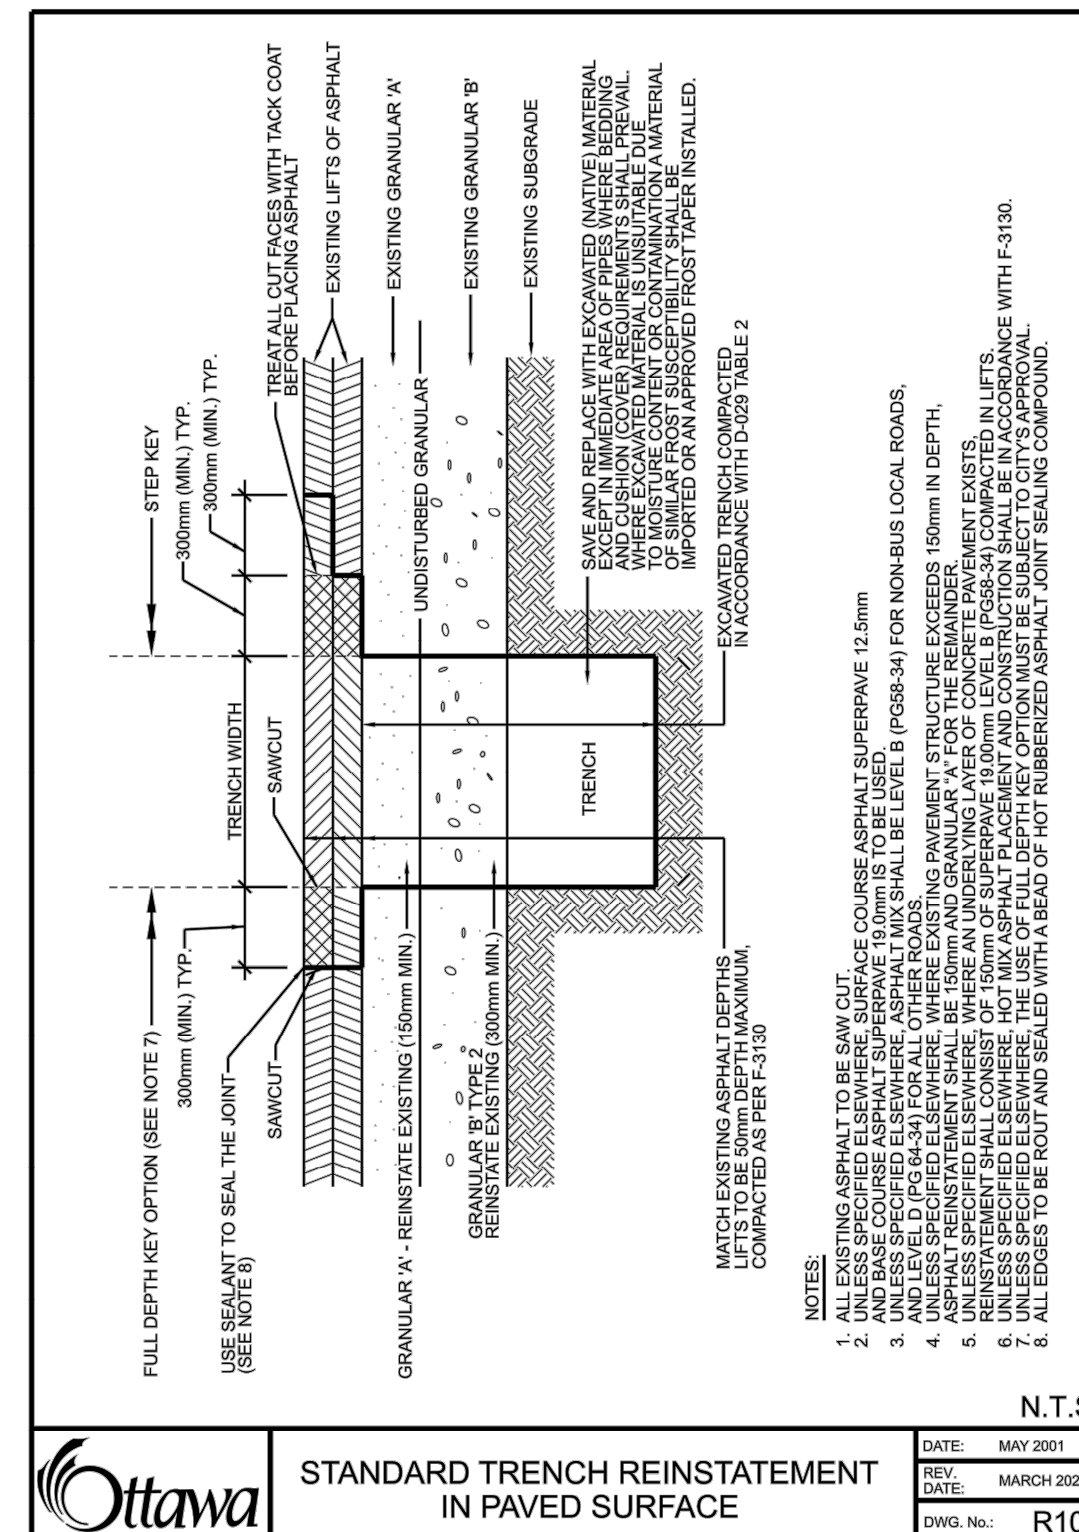 FULL DEPTH KEY OPTION (SEE NOTE 7)
STEP KEY
300mm (MIN.) TYP.
300mm (MIN.) TYP.
300mm (MIN.) TYP.
TRENCH WIDTH
USE SEALANT TO SEAL THE JOINT
(SEE NOTE 8)
SAWCUT
SAWCUT
TREAT ALL CUT FACES WITH TACK COAT
BEFORE PLACING ASPHALT
EXISTING LIFTS OF ASPHALT
EXISTING GRANULAR 'A'
GRANULAR 'A' - REINSTATE EXISTING (150mm MIN.)
UNDISTURBED GRANULAR
EXISTING GRANULAR 'B'
GRANULAR 'B' TYPE 2
REINSTATE EXISTING (300mm MIN.)
EXISTING SUBGRADE
TRENCH
SAVE AND REPLACE WITH EXCAVATED (NATIVE) MATERIAL
EXCEPT IN IMMEDIATE AREA OF PIPES WHERE BEDDING
AND CUSHION (COVER) REQUIREMENTS SHALL PREVAIL.
WHERE EXCAVATED MATERIAL IS UNSUITABLE DUE
TO MOISTURE CONTENT OR CONTAMINATION A MATERIAL
OF SIMILAR FROST SUSCEPTIBILITY SHALL BE
IMPORTED OR AN APPROVED FROST TAPER INSTALLED.
EXCAVATED TRENCH COMPACTED
IN ACCORDANCE WITH D-029 TABLE 2
MATCH EXISTING ASPHALT DEPTHS
LIFTS TO BE 50mm DEPTH MAXIMUM,
COMPACTED AS PER F-3130
NOTES:
1. ALL EXISTING ASPHALT TO BE SAW CUT.
2. UNLESS SPECIFIED ELSEWHERE, SURFACE COURSE ASPHALT SUPERPAVE 12.5mm
AND BASE COURSE ASPHALT SUPERPAVE 19.0mm IS TO BE USED.
3. UNLESS SPECIFIED ELSEWHERE, ASPHALT MIX SHALL BE LEVEL B (PG58-34) FOR NON-BUS LOCAL ROADS,
AND LEVEL D (PG 64-34) FOR ALL OTHER ROADS.
4. UNLESS SPECIFIED ELSEWHERE, WHERE EXISTING PAVEMENT STRUCTURE EXCEEDS 150mm IN DEPTH,
ASPHALT REINSTATEMENT SHALL BE 150mm AND GRANULAR "A" FOR THE REMAINDER.
5. UNLESS SPECIFIED ELSEWHERE, WHERE AN UNDERLYING LAYER OF CONCRETE PAVEMENT EXISTS,
REINSTATEMENT SHALL CONSIST OF 150mm OF SUPERPAVE 19.00mm LEVEL B (PG58-34) COMPACTED IN LIFTS.
6. UNLESS SPECIFIED ELSEWHERE, HOT MIX ASPHALT PLACEMENT AND CONSTRUCTION SHALL BE IN ACCORDANCE WITH F-3130.
7. UNLESS SPECIFIED ELSEWHERE, THE USE OF FULL DEPTH KEY OPTION MUST BE SUBJECT TO CITY'S APPROVAL.
8. ALL EDGES TO BE ROUT AND SEALED WITH A BEAD OF HOT RUBBERIZED ASPHALT JOINT SEALING COMPOUND.
N.T.
Ottawa
STANDARD TRENCH REINSTATEMENT
IN PAVED SURFACE
DATE: MAY 2001
REV.
DATE: MARCH 202
DWG. No.: R10